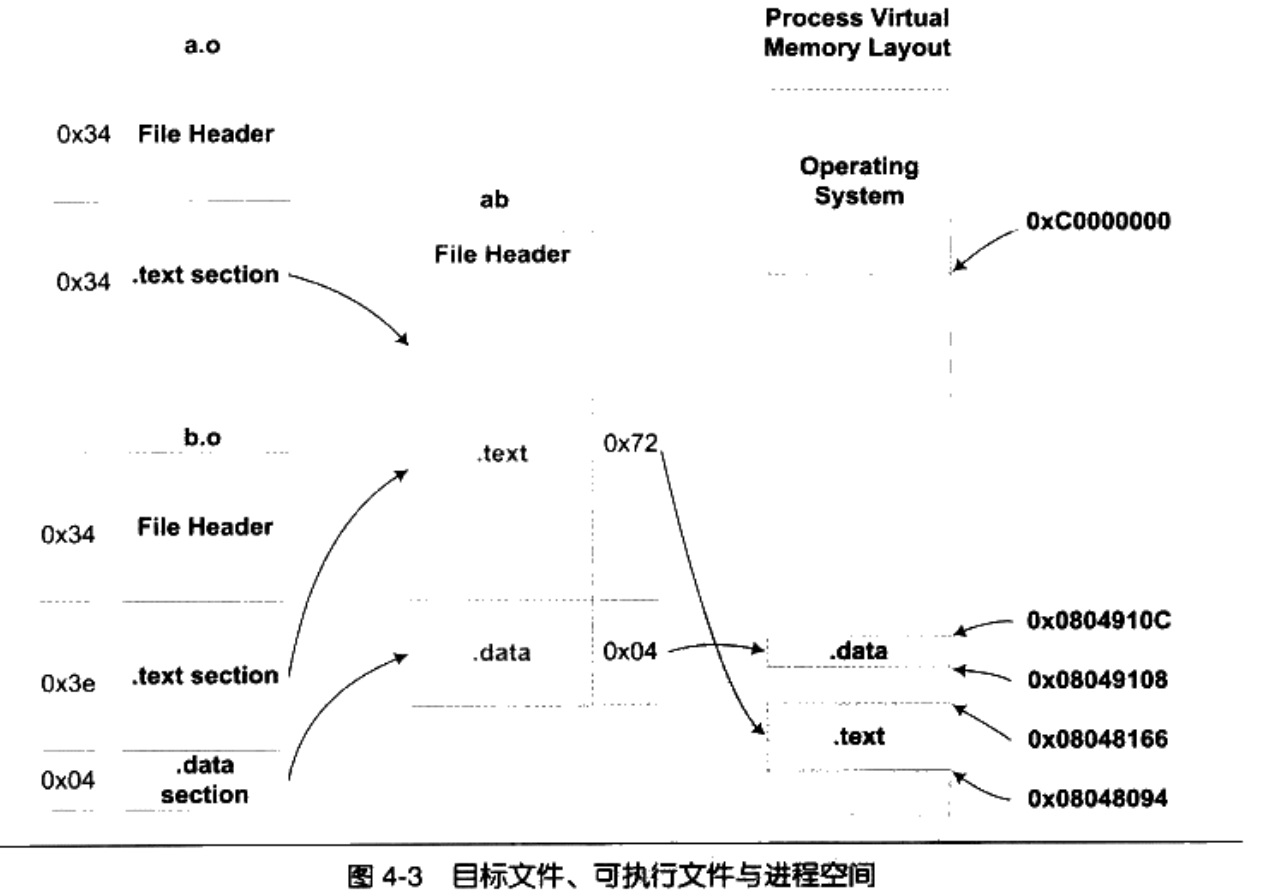 a.o
0x34 File Header
0x34 .text section
b.o
0x34 File Header
0x3e .text section
0x04 .data
section
ab
File Header
.text 0x72
.data 0x04
Process Virtual
Memory Layout
Operating
System
0xC0000000
.data
0x0804910C
0x08049108
.text
0x08048166
0x08048094
图 4-3 目标文件、可执行文件与进程空间